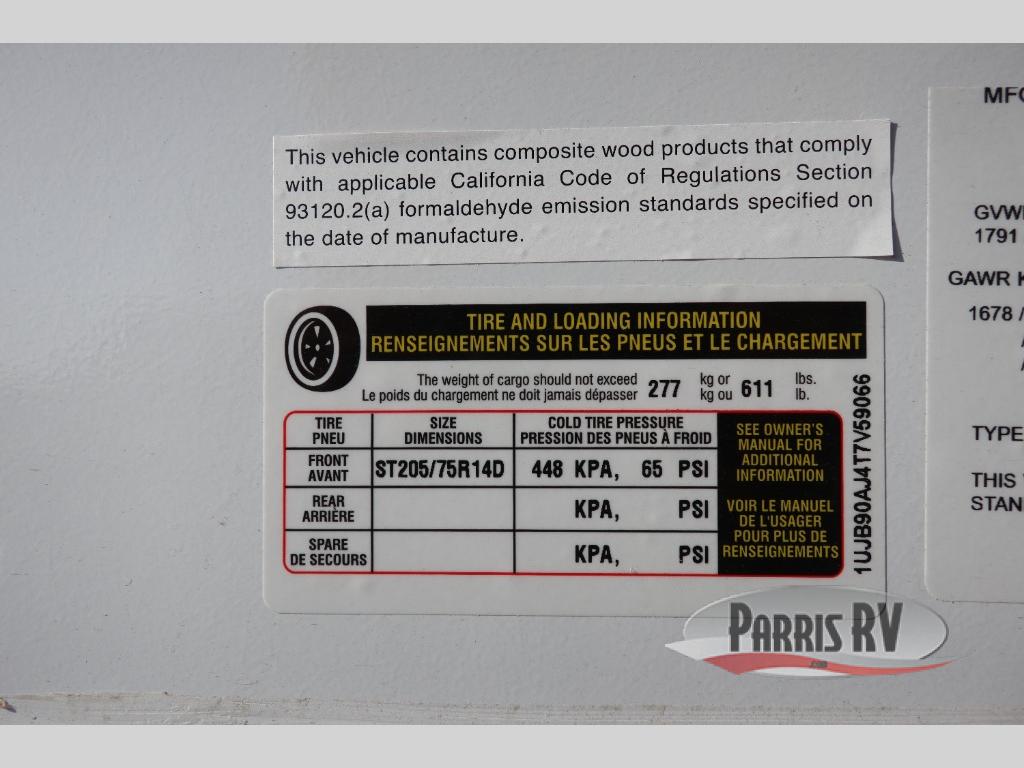 This vehicle contains composite wood products that comply
with applicable California Code of Regulations Section
93120.2(a) formaldehyde emission standards specified on
the date of manufacture.
TIRE AND LOADING INFORMATION
RENSEIGNEMENTS SUR LES PNEUS ET LE CHARGEMENT
The weight of cargo should not exceed 277 kg or 611 lbs.
Le poids du chargement ne doit jamais dépasser kg ou lb.
TIRE SIZE COLD TIRE PRESSURE
PNEU DIMENSIONS PRESSION DES PNEUS À FROID
FRONT
AVANT
ST205/75R14D 448 KPA, 65 PSI
REAR
ARRIÈRE
KPA, PSI
SPARE
DE SECOURS
KPA, PSI
SEE OWNER'S
MANUAL FOR
ADDITIONAL
INFORMATION
VOIR LE MANUEL
DE L'USAGER
POUR PLUS DE
RENSEIGNEMENTS
1UJB90AJ4T7V59066
MFG
GVW
1791
GAWR
1678 /
TYPE
THIS
STAN
PARRIS RV
.com